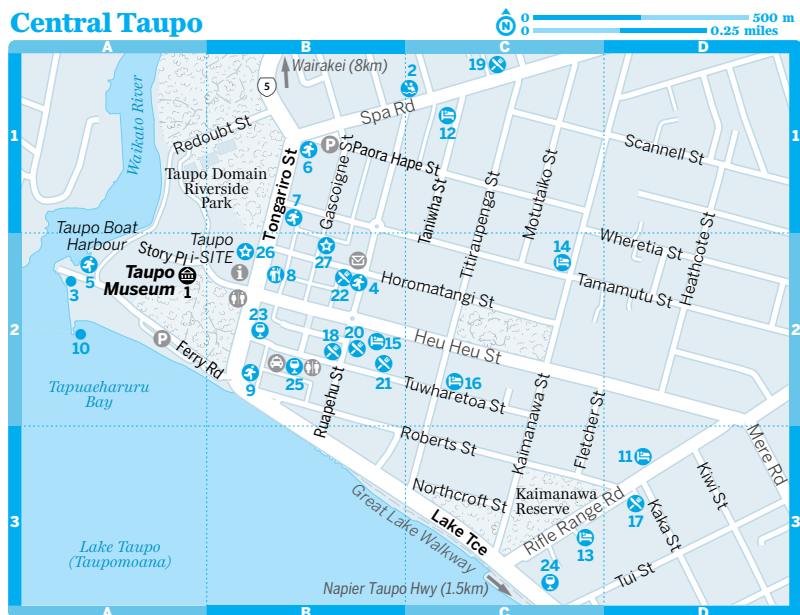 Central Taupo
N
0 500 m
0 0.25 miles
A B C D
1 1
2 2
3 3
A B C D
5
Wairakei (8km)
2
19
Spa Rd
12
Waikato River
Redoubt St
6
P
Paora Hape St
Scannell St
Taupo Domain
Riverside
Park
Tongariro St
Gascoigne St
7
Taniwha St
Titiraupenga St
Motutaiko St
Taupo Boat
Harbour
Story Pl
Taupo
i-SITE
26
27
14
Wheretia St
Heathcote St
5
3
Taupo
Museum
1
i
8
22
4
Horomatangi St
Tamamutu St
10
P
Ferry Rd
23
18
20
15
Heu Heu St
9
25
21
16
Tuwharetoa St
Tapuaeharuru
Bay
Ruapehu St
Kaimanawa St
Fletcher St
Roberts St
11
Mere Rd
Northcroft St
Kaimanawa
Reserve
Kiwi St
Great Lake Walkway
Lake Tce
Rifle Range Rd
17
Kaka St
13
24
Tui St
Lake Taupo
(Taupomoana)
Napier Taupo Hwy (1.5km)